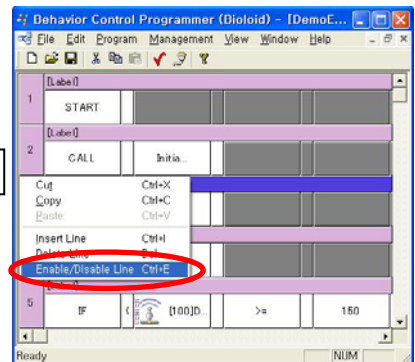 Behavior Control Programmer (Bioloid) - [DemoE...
File Edit Program Management View Window Help
[Label]
1
START
[Label]
2
CALL Initia...
Cut Ctrl+X
Copy Ctrl+C
Paste Ctrl+V
Insert Line Ctrl+I
Delete Line Del
Enable/Disable Line Ctrl+E
5
IF ( [100]D... >= 150
Ready NUM